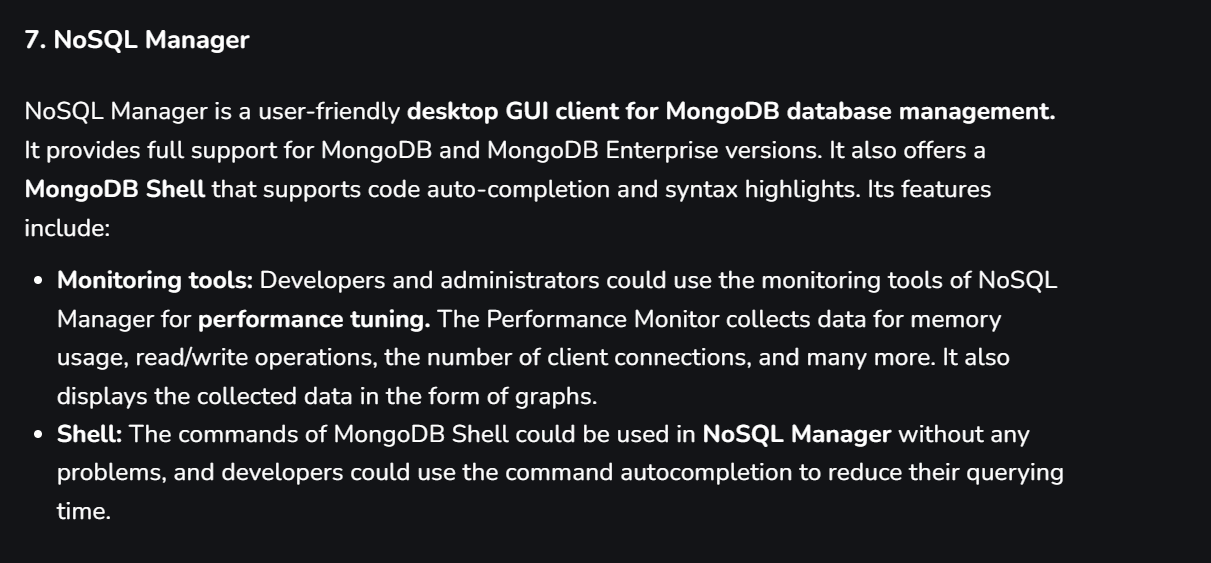 7. NoSQL Manager
NoSQL Manager is a user-friendly desktop GUI client for MongoDB database management.
It provides full support for MongoDB and MongoDB Enterprise versions. It also offers a
MongoDB Shell that supports code auto-completion and syntax highlights. Its features
include:
• Monitoring tools: Developers and administrators could use the monitoring tools of NoSQL
Manager for performance tuning. The Performance Monitor collects data for memory
usage, read/write operations, the number of client connections, and many more. It also
displays the collected data in the form of graphs.
• Shell: The commands of MongoDB Shell could be used in NoSQL Manager without any
problems, and developers could use the command autocompletion to reduce their querying
time.